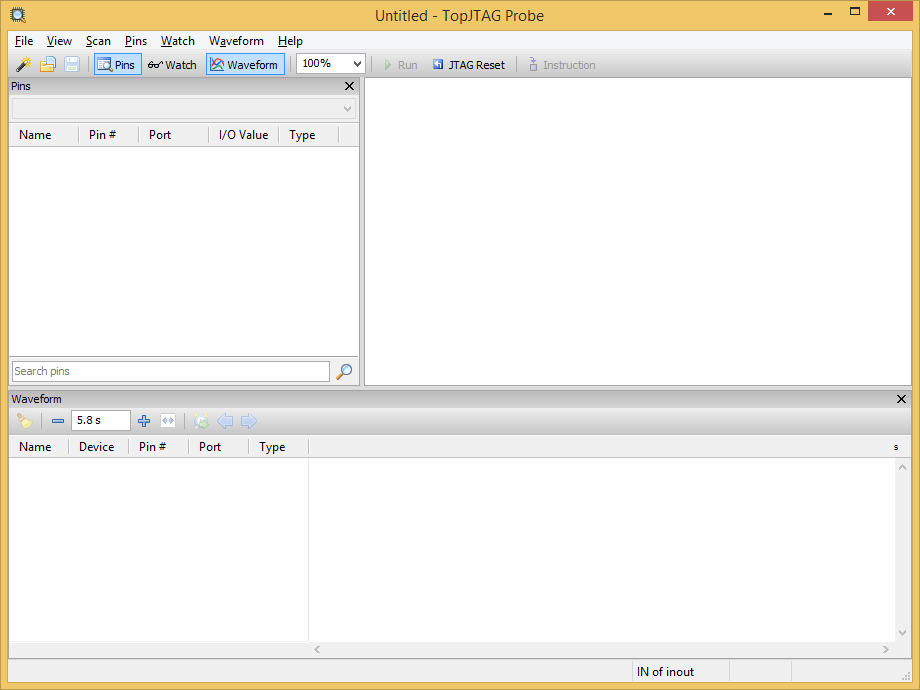 Untitled - TopJTAG Probe
File View Scan Pins Watch Waveform Help
Pins Watch Waveform 100% Run JTAG Reset Instruction
Pins
Name Pin # Port I/O Value Type
Search pins
Waveform
5.8 s
Name Device Pin # Port Type s
IN of inout